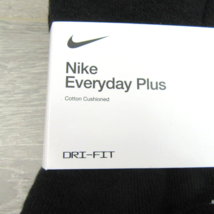 Nike
Everyday Plus
Cotton Cushioned
DRI-FIT